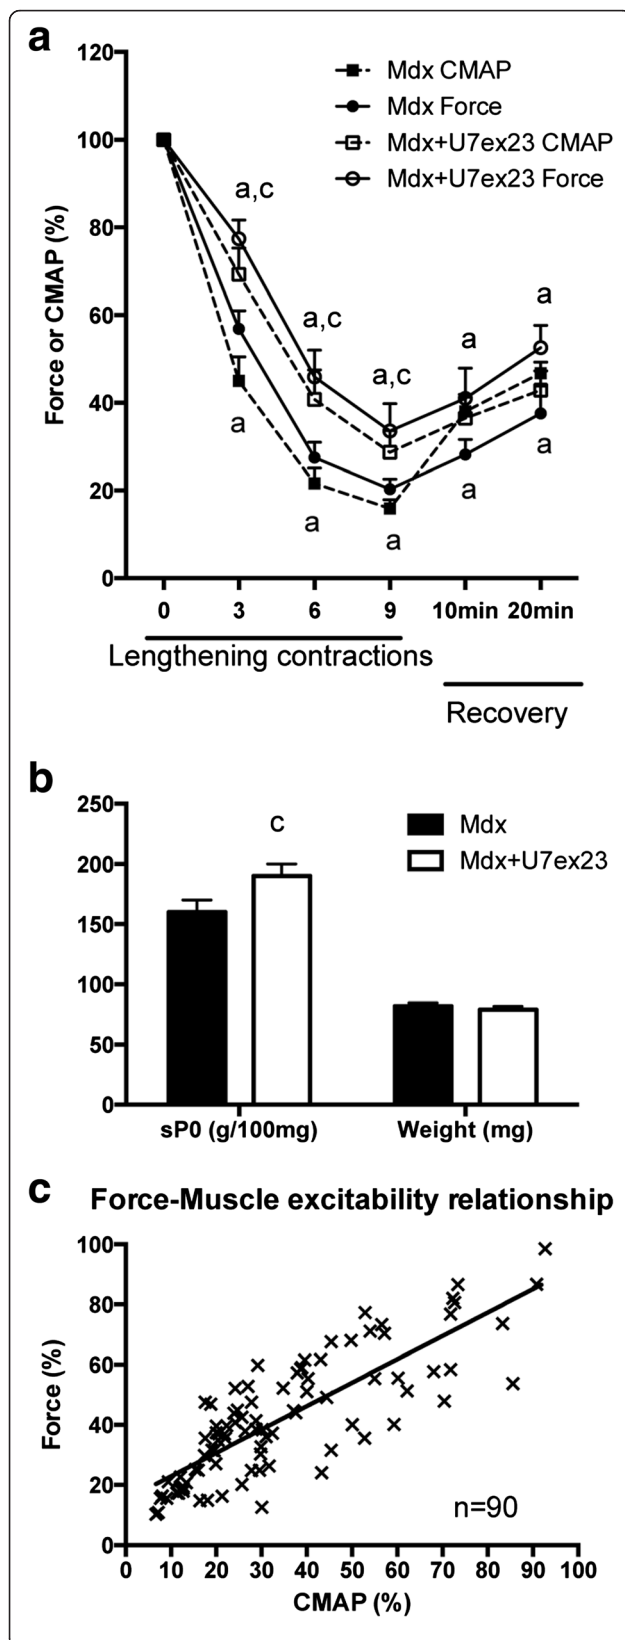 a
120
100
80
60
40
20
0
Force or CMAP (%)
Mdx CMAP
Mdx Force
Mdx+U7ex23 CMAP
Mdx+U7ex23 Force
a,c
a,c
a,c
a
a
a
a
a
a
a
0 3 6 9 10min 20min
Lengthening contractions
Recovery
b
250
200
150
100
50
0
c
Mdx
Mdx+U7ex23
sP0 (g/100mg) Weight (mg)
c
Force-Muscle excitability relationship
100
80
60
40
20
0
Force (%)
n=90
0 10 20 30 40 50 60 70 80 90 100
CMAP (%)